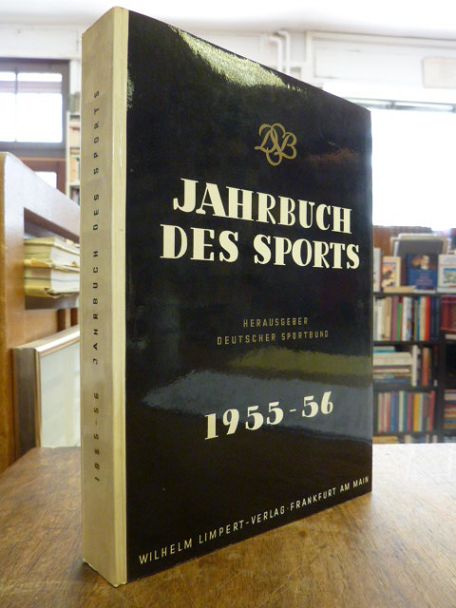 DSB
JAHRBUCH
DES SPORTS
HERAUSGEBER
DEUTSCHER SPORTBUND
1955-56
WILHELM LIMPERT-VERLAG·FRANKFURT AM MAIN
1955-56 JAHRBUCH DES SPORTS